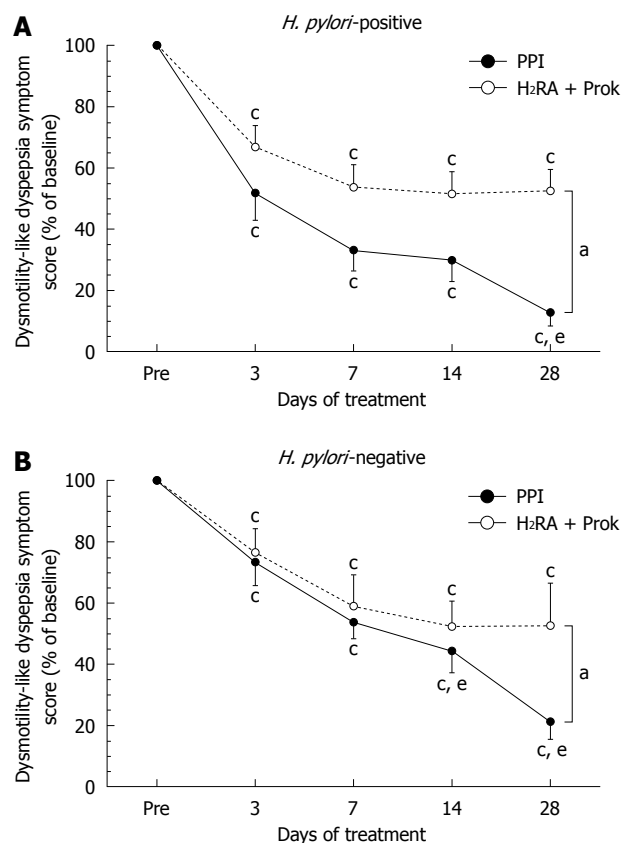 A
H. pylori-positive
PPI
H2RA + Prok
Dysmotility-like dyspepsia symptom
score (% of baseline)
100
80
60
40
20
0
c
c
c
c
c
c
c
c, e
a
Pre
3
7
14
28
Days of treatment
B
H. pylori-negative
PPI
H2RA + Prok
Dysmotility-like dyspepsia symptom
score (% of baseline)
100
80
60
40
20
0
c
c
c
c
c
c
c, e
c, e
a
Pre
3
7
14
28
Days of treatment